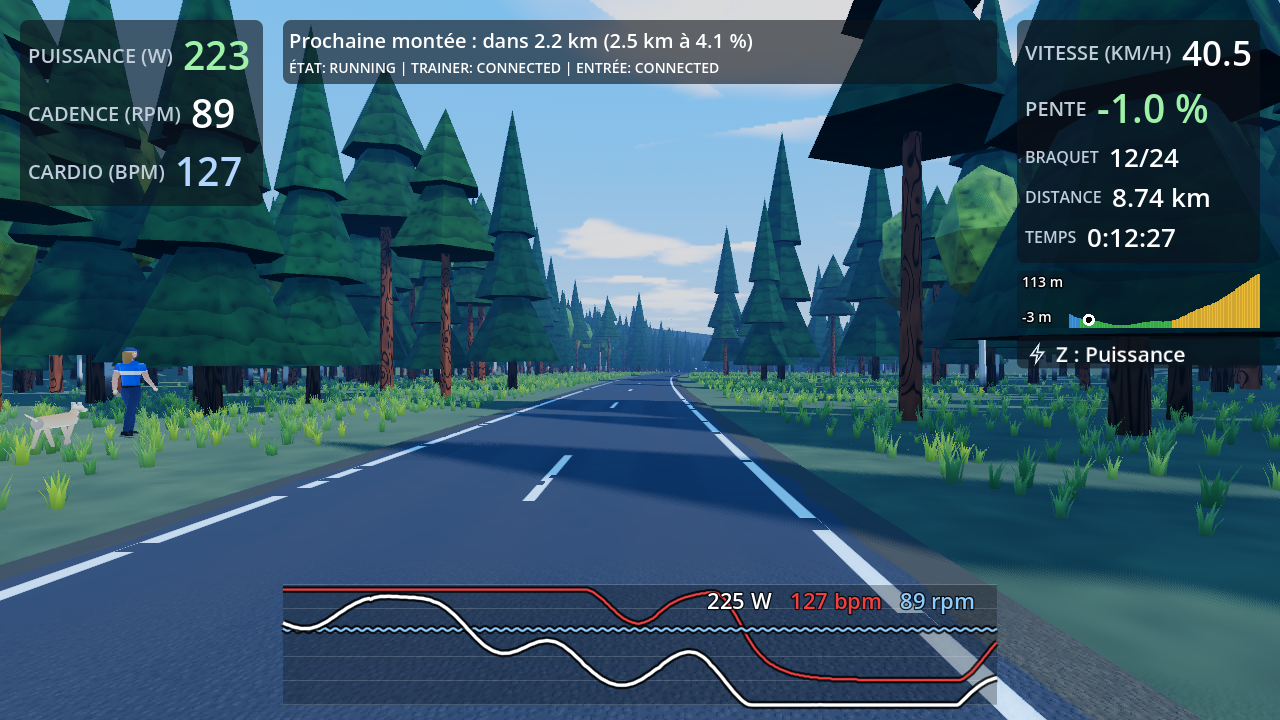 PUISSANCE (W) 223
CADENCE (RPM) 89
CARDIO (BPM) 127
Prochaine montée : dans 2.2 km (2.5 km à 4.1 %)
ÉTAT: RUNNING | TRAINER: CONNECTED | ENTRÉE: CONNECTED
VITESSE (KM/H) 40.5
PENTE -1.0 %
BRAQUET 12/24
DISTANCE 8.74 km
TEMPS 0:12:27
113 m
-3 m
Z : Puissance
225 W 127 bpm 89 rpm